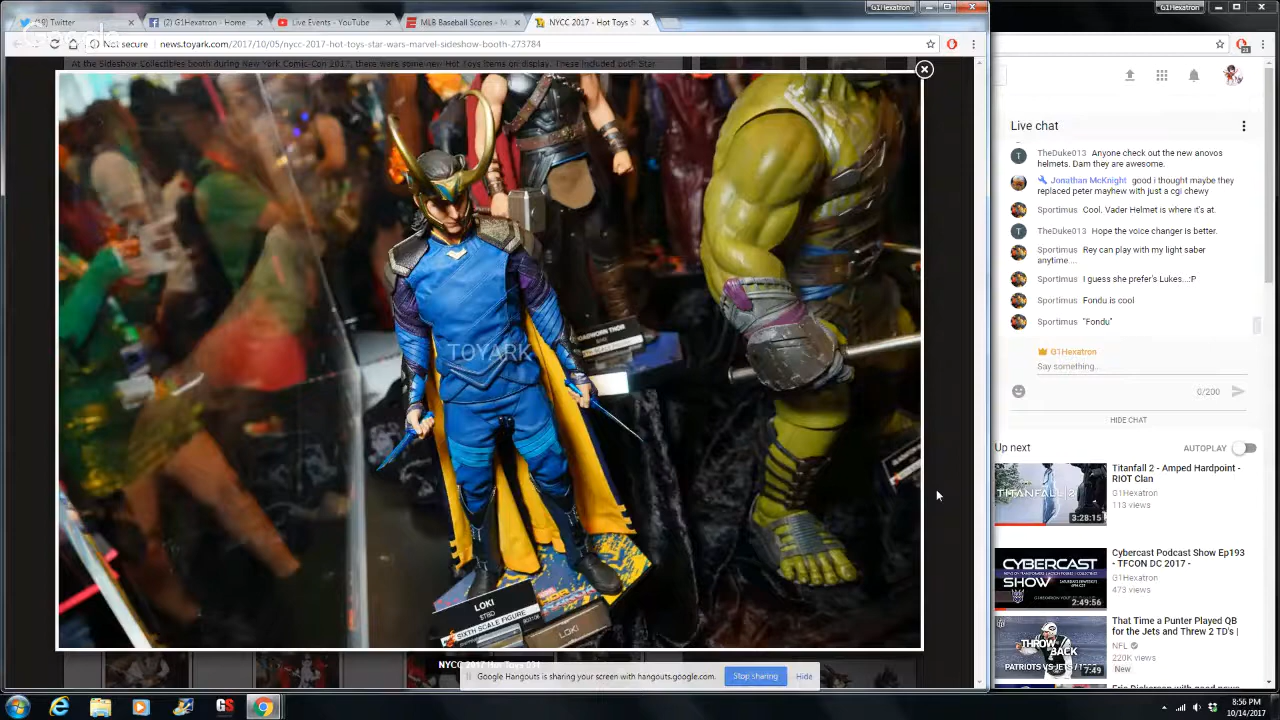 Twitter
(2) G1Hexatron - Home
Live Events - YouTube
MLB Baseball Scores - M
NYCC 2017 - Hot Toys S
G1Hexatron
G1Hexatron
Not secure
news.toyark.com/2017/10/05/nycc-2017-hot-toys-star-wars-marvel-sideshow-booth-273784
At the Sideshow Collectibles booth during New York Comic-Con 2017, there were some new Hot Toys items on display. These included both Star
TOYARK
GLADIATOR THOR
LOKI
$TBD
SIXTH SCALE FIGURE
LOKI
NYCC 2017 Hot Toys 031
Google Hangouts is sharing your screen with hangouts.google.com.
Stop sharing
Hide
Live chat
TheDuke013 Anyone check out the new anovos
helmets. Dam they are awesome.
Jonathan McKnight good i thought maybe they
replaced peter mayhew with just a cgi chewy
Sportimus Cool. Vader Helmet is where it's at.
TheDuke013 Hope the voice changer is better.
Sportimus Rey can play with my light saber
anytime....
Sportimus I guess she prefer's Lukes...:P
Sportimus Fondu is cool
Sportimus "Fondu"
G1Hexatron
Say something...
0/200
HIDE CHAT
Up next
AUTOPLAY
TITANFALL 2
3:28:15
Titanfall 2 - Amped Hardpoint -
RIOT Clan
G1Hexatron
113 views
CYBERCAST
SHOW
2:49:56
Cybercast Podcast Show Ep193
- TFCON DC 2017 -
G1Hexatron
473 views
THROW
BACK
PATRIOTS VS JETS
7:49
That Time a Punter Played QB
for the Jets and Threw 2 TD's |
NFL
220K views
New
GS
8:56 PM
10/14/2017